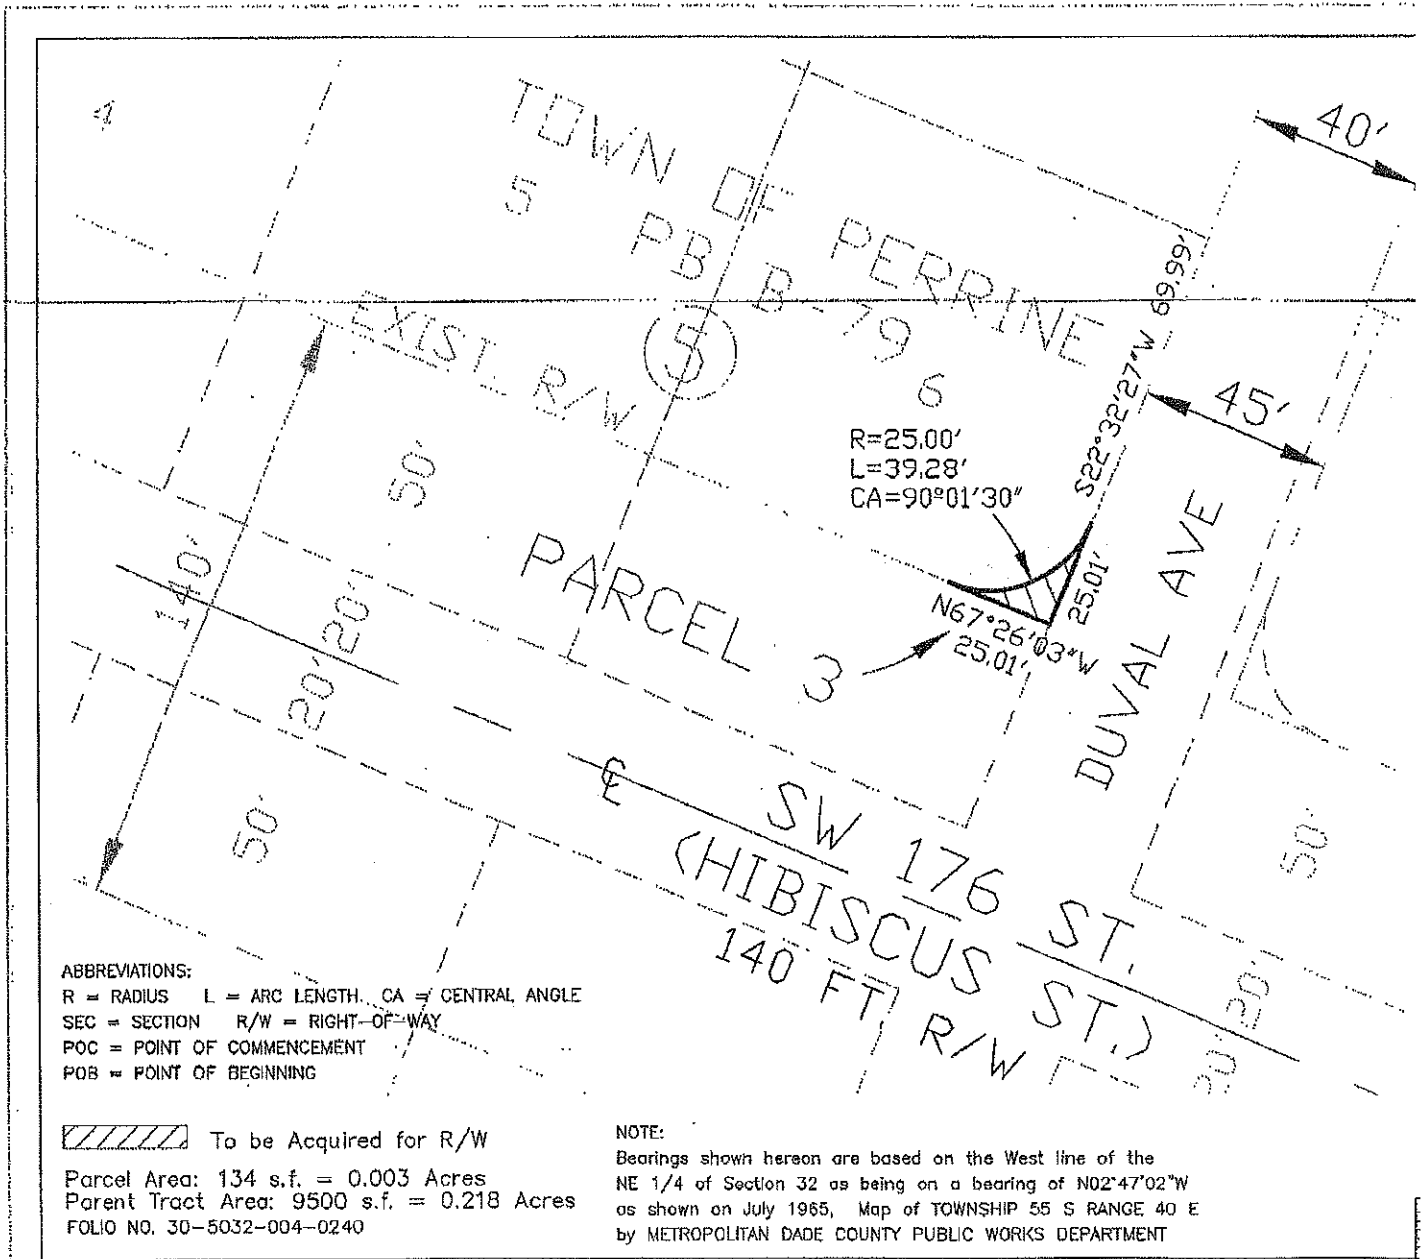 4
TOWN OF PERRINE
5
PB B-79
6
40'
EXIST. R/W
5
S22°32'27"W 69.99'
45'
R=25.00'
L=39.28'
CA=90°01'30"
50'
140'
PARCEL 3
25.01'
N67°26'03"W
25.01'
DUVAL AVE
20'
20'
50'
℄
SW 176 ST.
(HIBISCUS ST.)
140 FT R/W
50'
20'
20'
ABBREVIATIONS:
R = RADIUS L = ARC LENGTH. CA = CENTRAL ANGLE
SEC = SECTION R/W = RIGHT-OF-WAY
POC = POINT OF COMMENCEMENT
POB = POINT OF BEGINNING
To be Acquired for R/W
Parcel Area: 134 s.f. = 0.003 Acres
Parent Tract Area: 9500 s.f. = 0.218 Acres
FOLIO NO. 30-5032-004-0240
NOTE:
Bearings shown hereon are based on the West line of the
NE 1/4 of Section 32 as being on a bearing of N02°47'02"W
as shown on July 1965, Map of TOWNSHIP 55 S RANGE 40 E
by METROPOLITAN DADE COUNTY PUBLIC WORKS DEPARTMENT